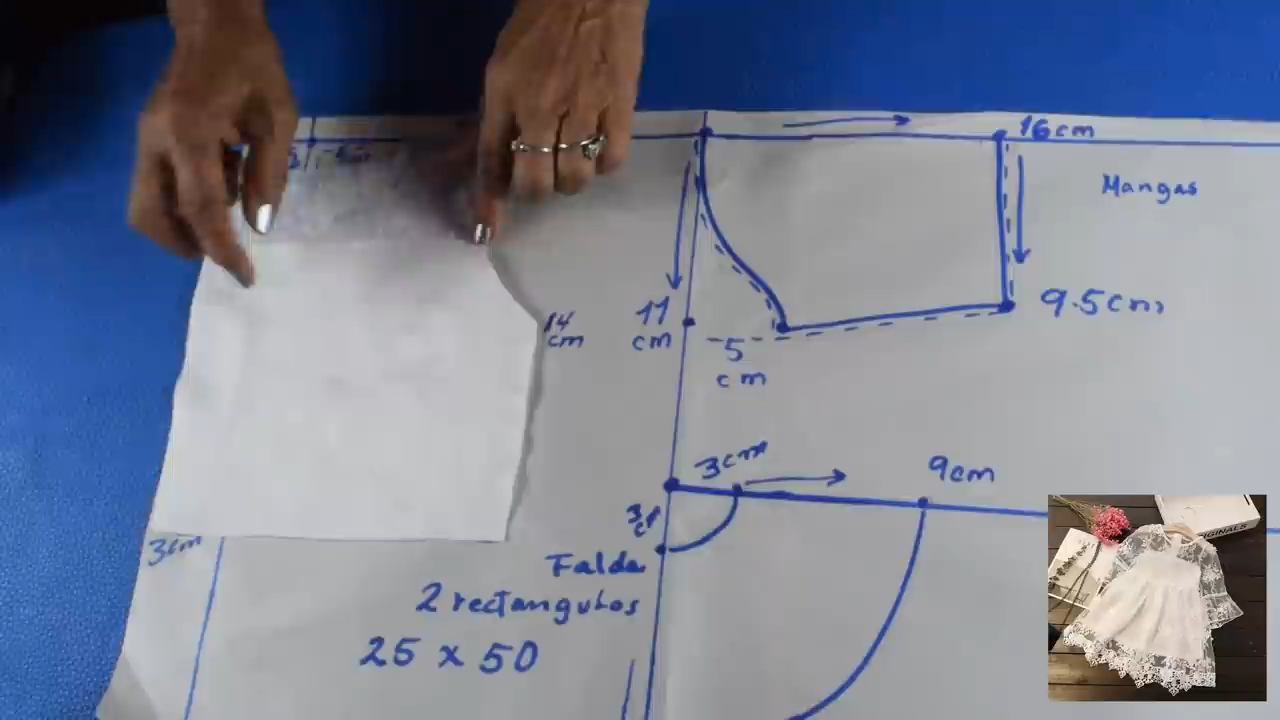 16cm
Mangas
11
cm
9.5cm
14
cm
5
cm
3cm
9cm
3cm
Falda
2 rectangulos
25 x 50